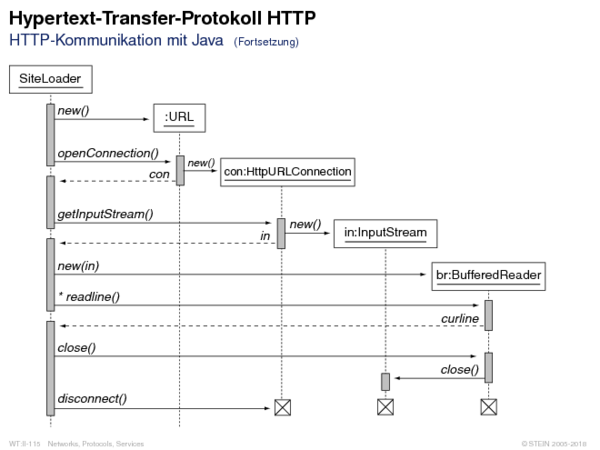 Hypertext-Transfer-Protokoll HTTP
HTTP-Kommunikation mit Java (Fortsetzung)
SiteLoader
new()
:URL
openConnection()
new()
con
con:HttpURLConnection
getInputStream()
new()
in
in:InputStream
new(in)
br:BufferedReader
* readline()
curline
close()
close()
disconnect()
WT:II-115 Networks, Protocols, Services
© STEIN 2005-2018